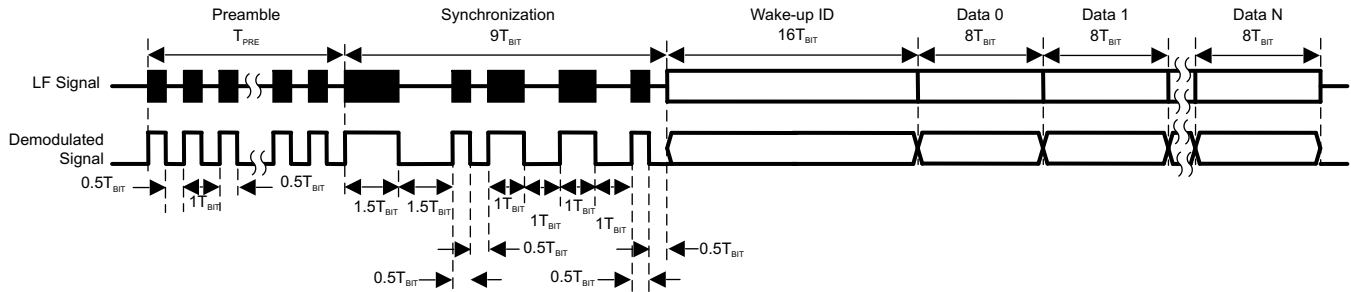 Preamble
T_PRE
Synchronization
9T_BIT
Wake-up ID
16T_BIT
Data 0
8T_BIT
Data 1
8T_BIT
Data N
8T_BIT
LF Signal
Demodulated
Signal
0.5T_BIT
1T_BIT
0.5T_BIT
1.5T_BIT
1.5T_BIT
1T_BIT
1T_BIT
1T_BIT
1T_BIT
0.5T_BIT
0.5T_BIT
0.5T_BIT
0.5T_BIT